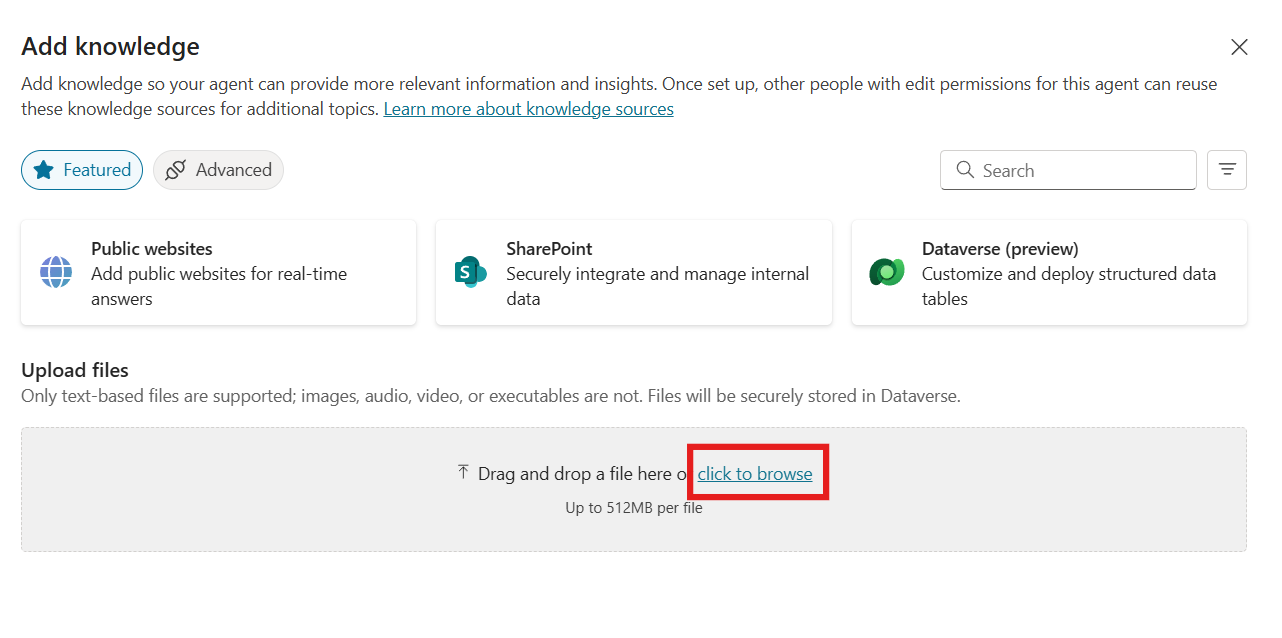 Add knowledge
Add knowledge so your agent can provide more relevant information and insights. Once set up, other people with edit permissions for this agent can reuse
these knowledge sources for additional topics. Learn more about knowledge sources
Featured
Advanced
Search
Public websites
Add public websites for real-time
answers
SharePoint
Securely integrate and manage internal
data
Dataverse (preview)
Customize and deploy structured data
tables
Upload files
Only text-based files are supported; images, audio, video, or executables are not. Files will be securely stored in Dataverse.
Drag and drop a file here o click to browse
Up to 512MB per file